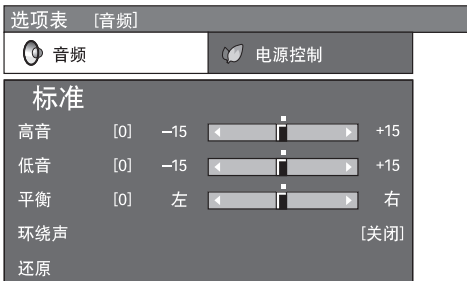 选项表 [音频]
音频 电源控制
标准
高音 [0] –15 +15
低音 [0] –15 +15
平衡 [0] 左 右
环绕声 [关闭]
还原